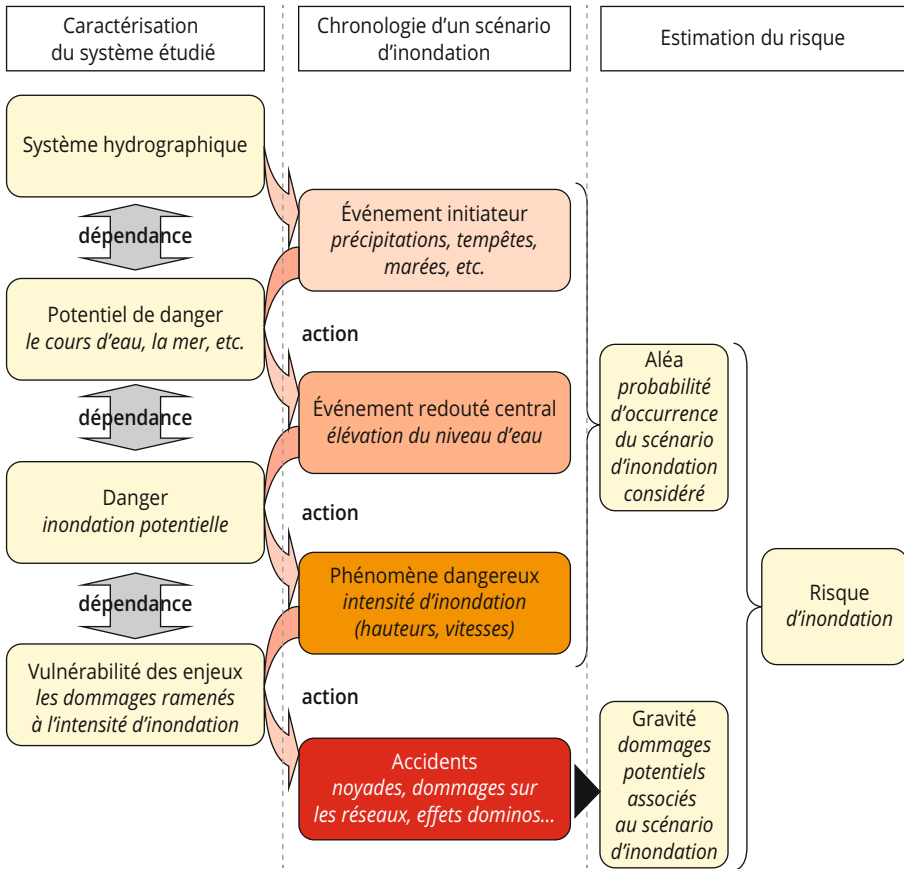 Caractérisation
du système étudié
Chronologie d’un scénario
d’inondation
Estimation du risque
Système hydrographique
dépendance
Potentiel de danger
le cours d’eau, la mer, etc.
dépendance
Danger
inondation potentielle
dépendance
Vulnérabilité des enjeux
les dommages ramenés
à l’intensité d’inondation
Événement initiateur
précipitations, tempêtes,
marées, etc.
action
Événement redouté central
élévation du niveau d’eau
action
Phénomène dangereux
intensité d’inondation
(hauteurs, vitesses)
action
Accidents
noyades, dommages sur
les réseaux, effets dominos...
Aléa
probabilité
d’occurrence
du scénario
d’inondation
considéré
Gravité
dommages
potentiels
associés
au scénario
d’inondation
Risque
d’inondation